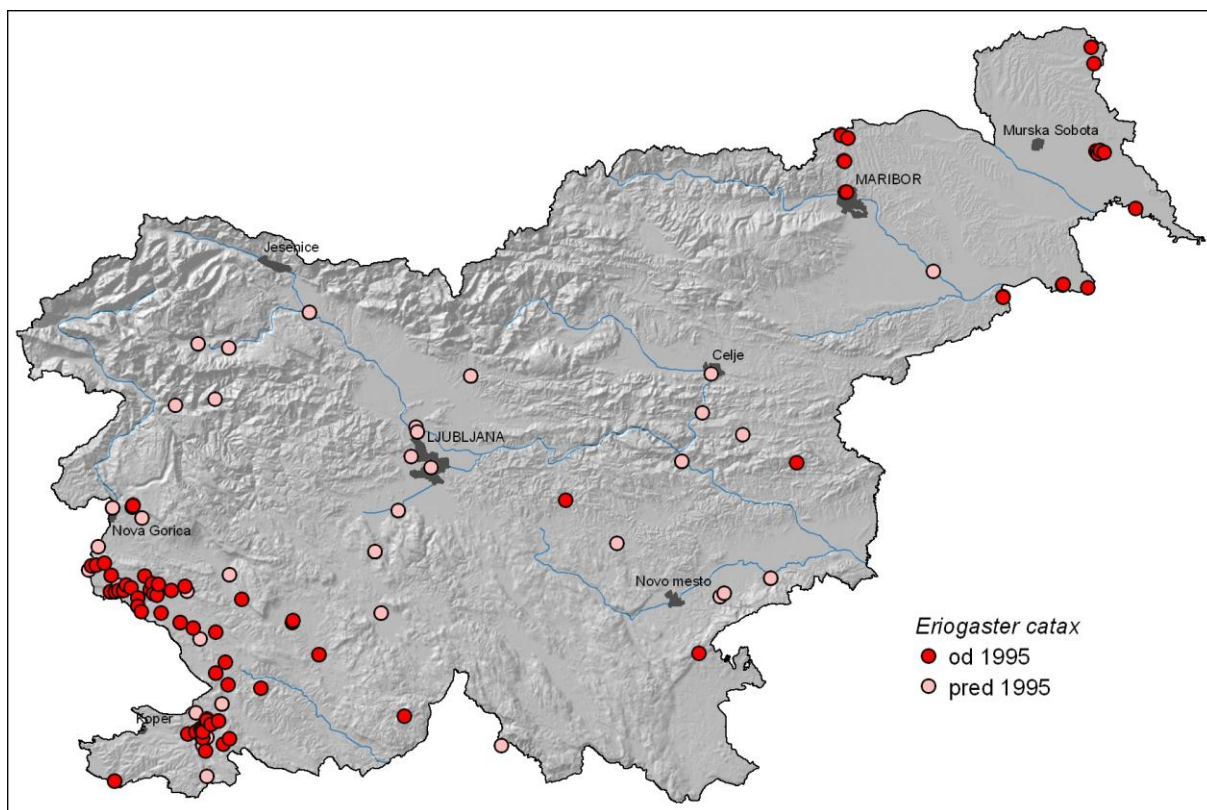 Murska Sobota
MARIBOR
Jesenice
Celje
LJUBLJANA
Nova Gorica
Novo mesto
Eriogaster catax
od 1995
pred 1995
Koper